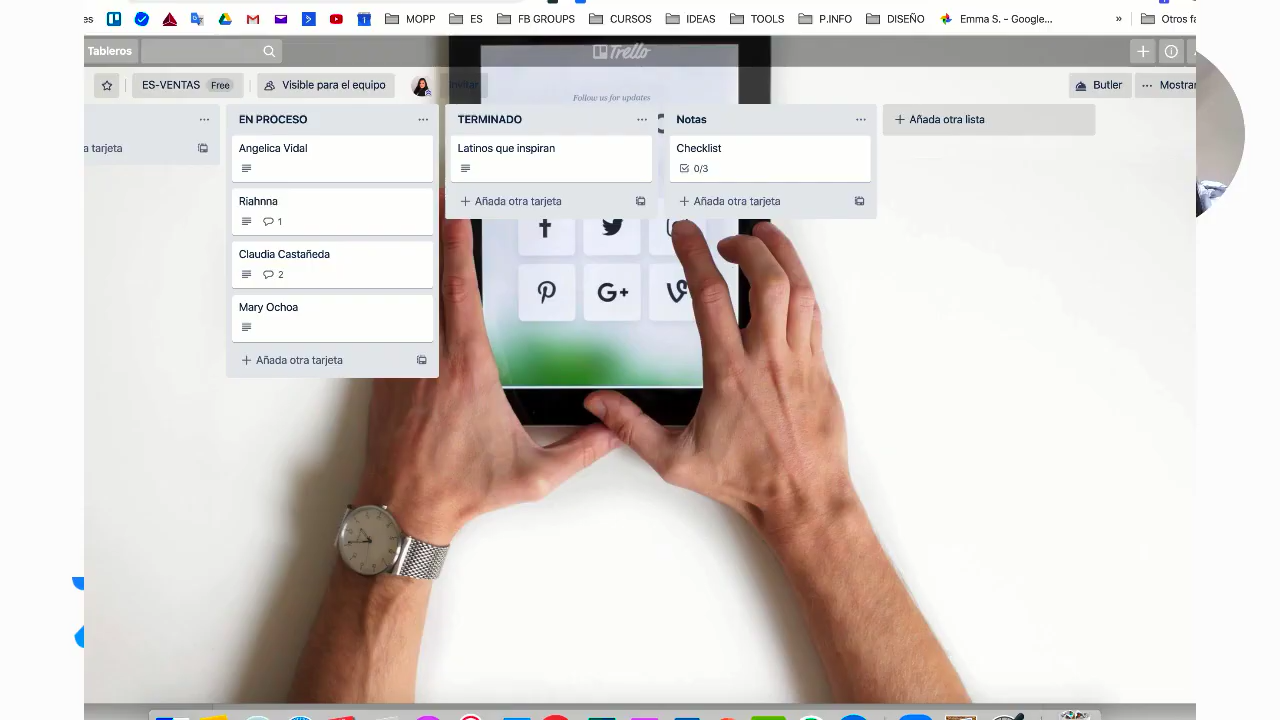 es
MOPP
ES
FB GROUPS
CURSOS
IDEAS
TOOLS
P.INFO
DISEÑO
Emma S. - Google...
»
Otros fa
Tableros
Trello
ES-VENTAS Free
Visible para el equipo
Invitar
Butler
... Mostrar
Follow us for updates
a tarjeta
EN PROCESO
Angelica Vidal
Riahnna
1
Claudia Castañeda
2
Mary Ochoa
+ Añada otra tarjeta
TERMINADO
Latinos que inspiran
+ Añada otra tarjeta
Notas
Checklist
0/3
+ Añada otra tarjeta
+ Añada otra lista
G+